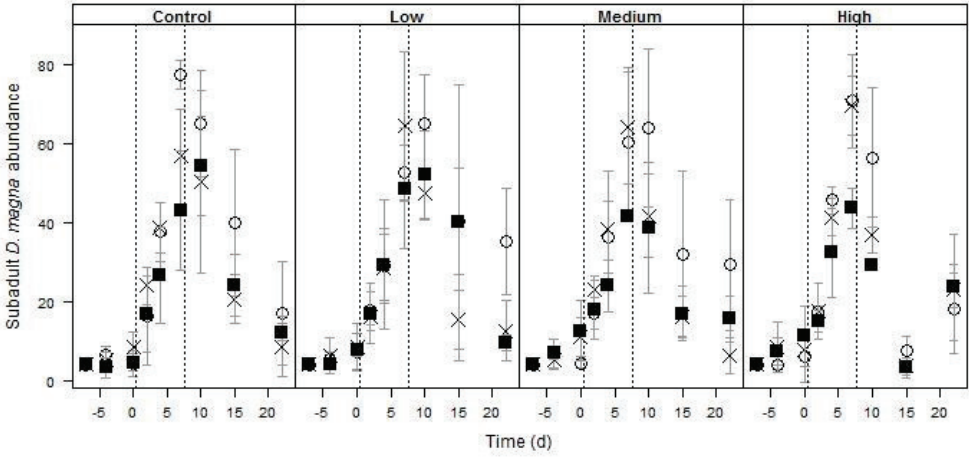 Control Low Medium High
Subadult D. magna abundance
80
60
40
20
0
-5 0 5 10 15 20 -5 0 5 10 15 20 -5 0 5 10 15 20 -5 0 5 10 15 20
Time (d)